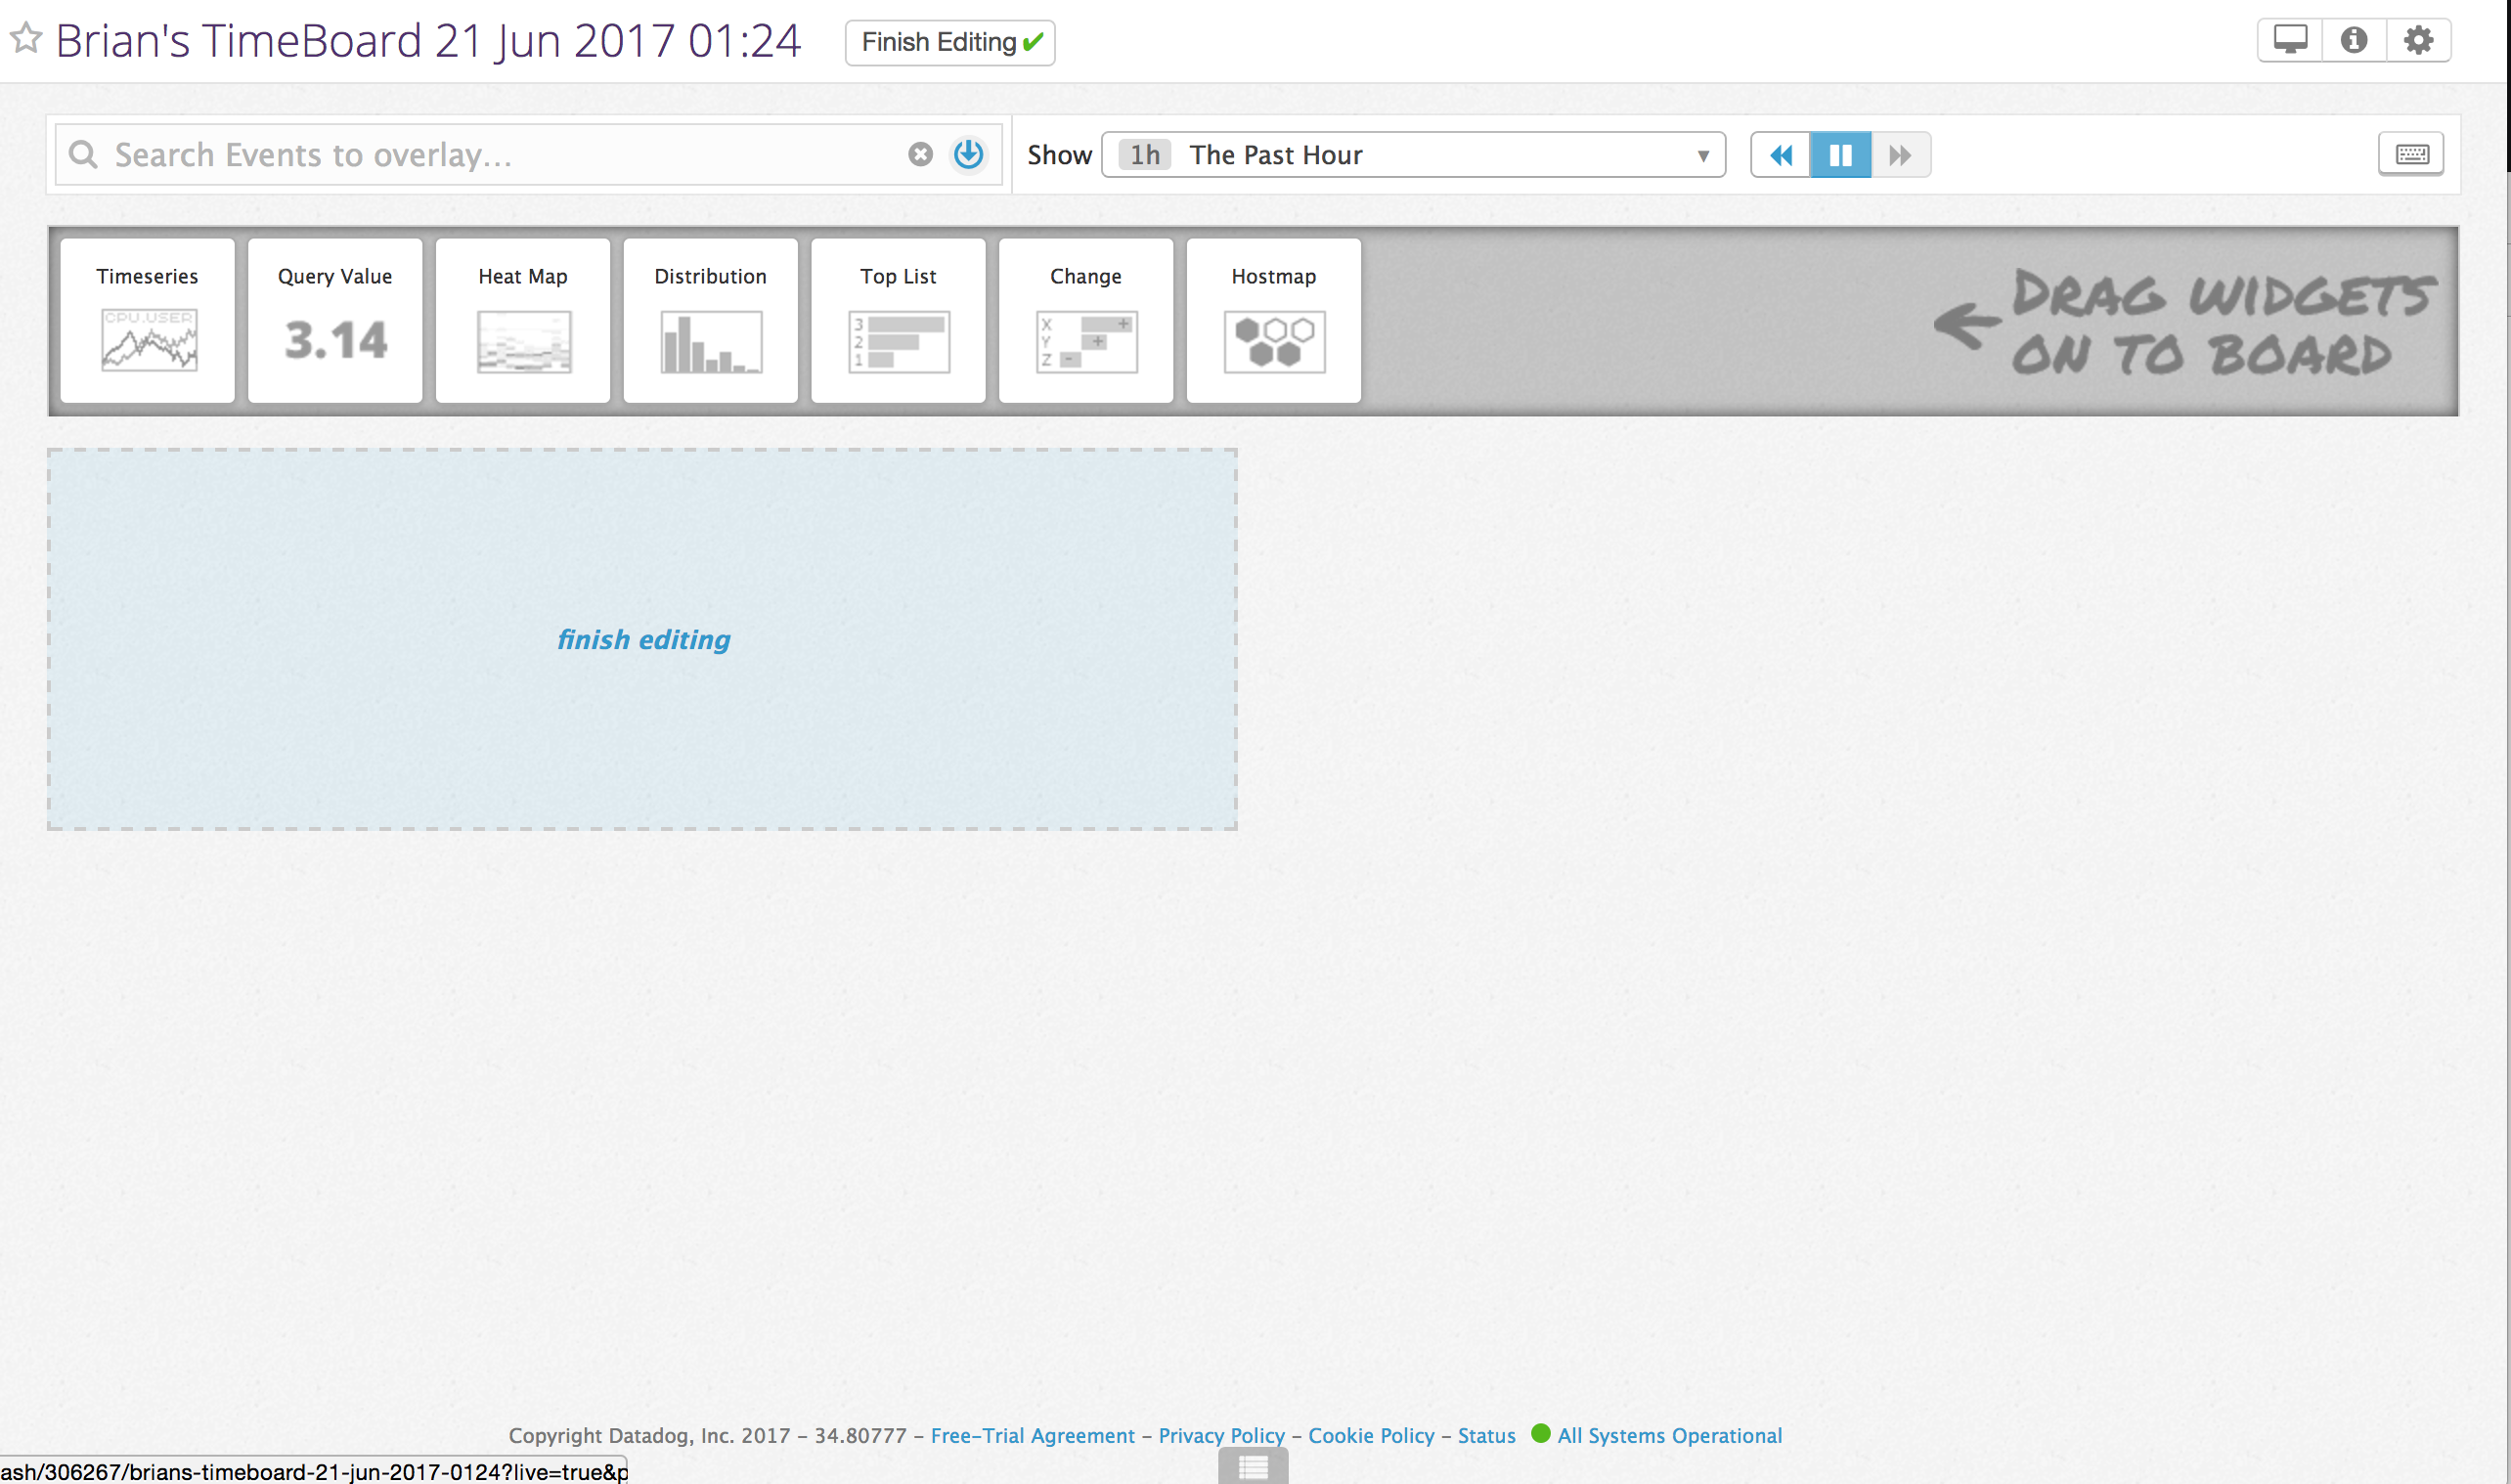 Brian's TimeBoard 21 Jun 2017 01:24
Finish Editing
Search Events to overlay...
Show
1h The Past Hour
Timeseries
CPU.USER
Query Value
3.14
Heat Map
Distribution
Top List
3
2
1
Change
X +
Y +
Z -
Hostmap
DRAG WIDGETS
ON TO BOARD
finish editing
Copyright Datadog, Inc. 2017 – 34.80777 – Free-Trial Agreement – Privacy Policy – Cookie Policy – Status All Systems Operational
ash/306267/brians-timeboard-21-jun-2017-0124?live=true&p